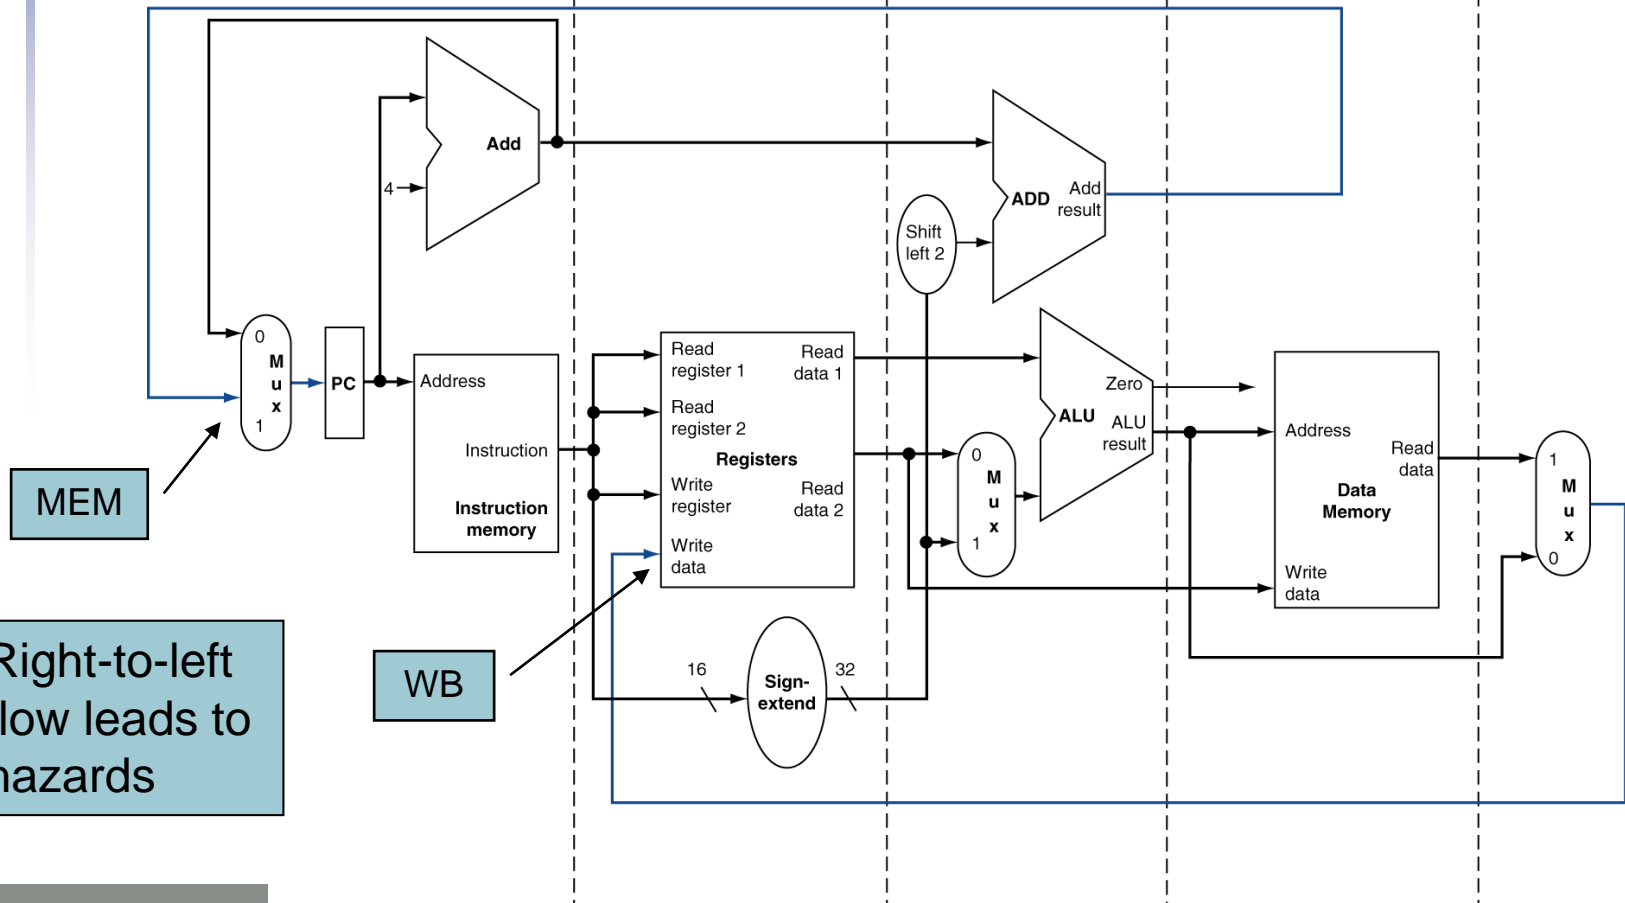 Add
4
ADD
Add
result
Shift
left 2
0
M
u
x
1
PC
Address
Instruction
Instruction
memory
Read
register 1
Read
data 1
Read
register 2
Registers
Write
register
Read
data 2
Write
data
0
M
u
x
1
Zero
ALU
ALU
result
Address
Read
data
Data
Memory
Write
data
1
M
u
x
0
MEM
WB
16
Sign-
extend
32
Right-to-left
low leads to
hazards